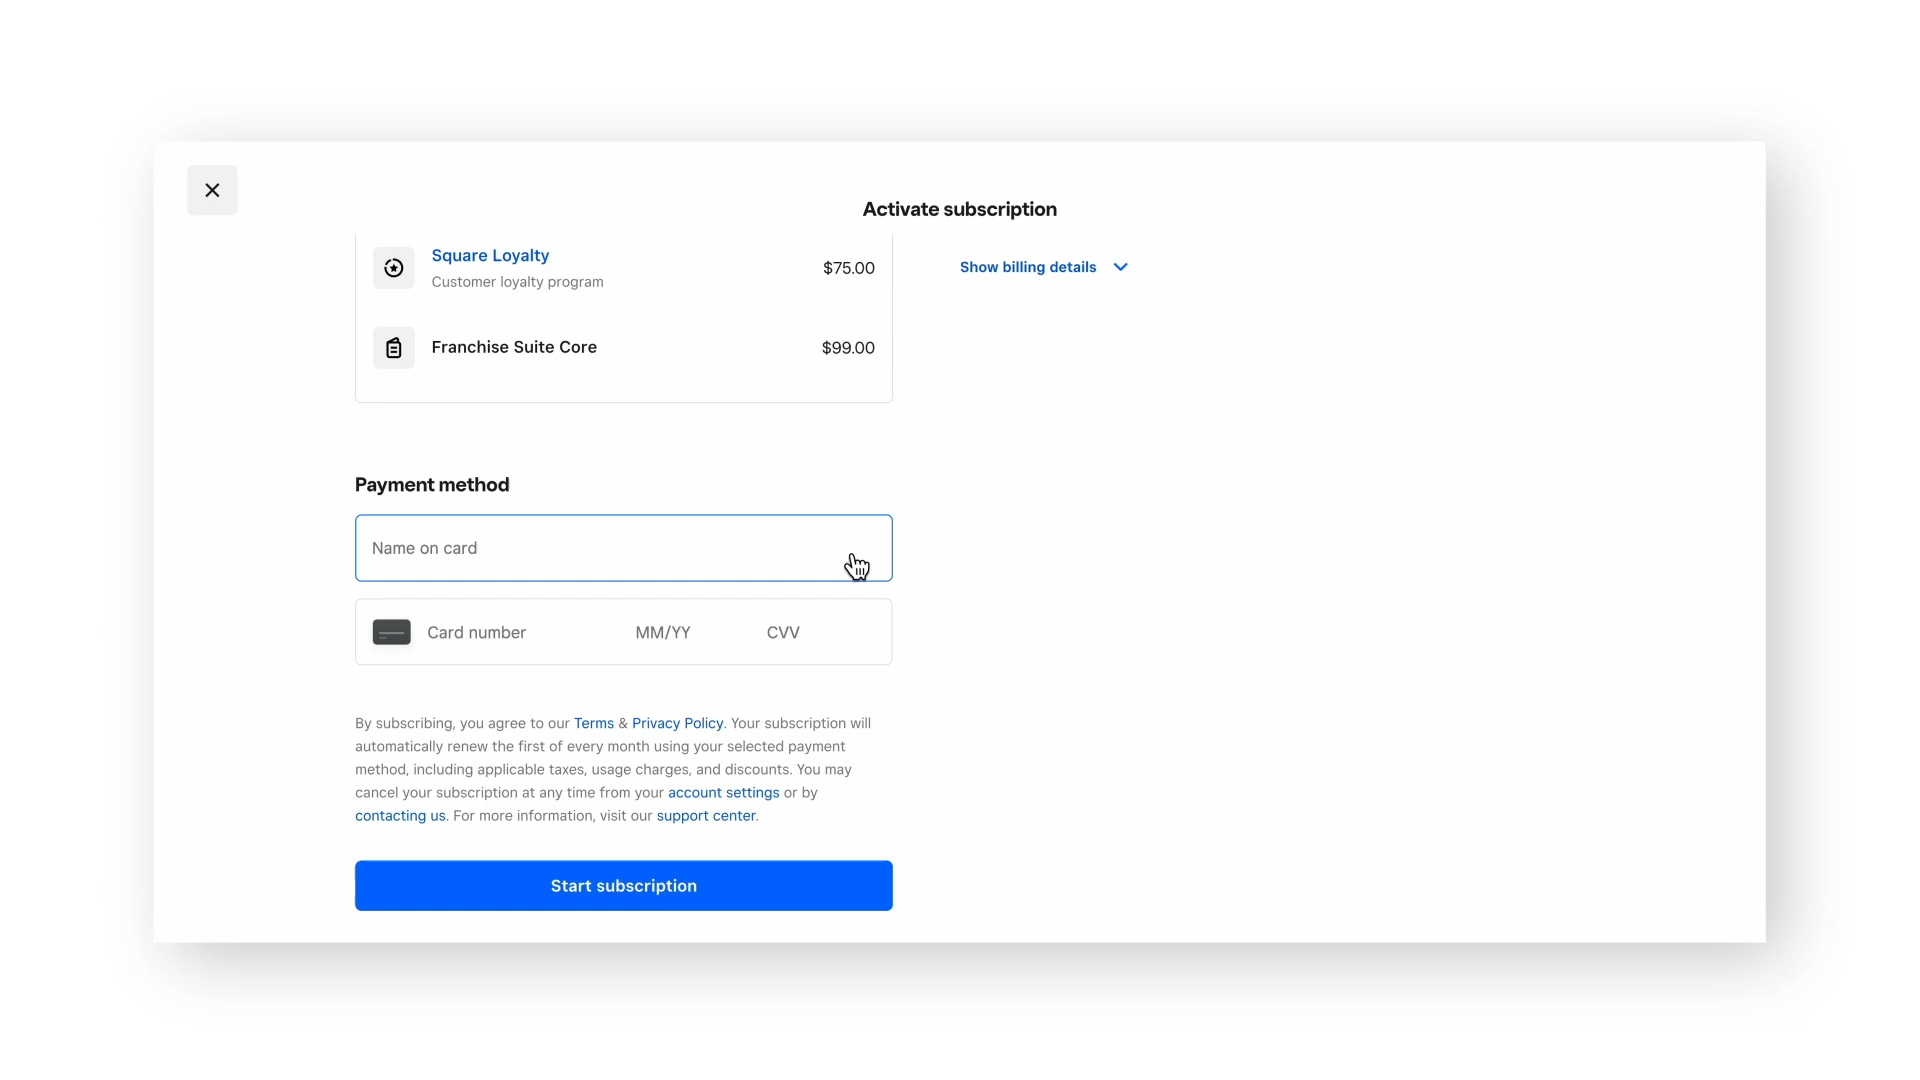 Activate subscription
Square Loyalty
Customer loyalty program
$75.00
Show billing details
Franchise Suite Core
$99.00
Payment method
Name on card
Card number
MM/YY
CVV
By subscribing, you agree to our Terms & Privacy Policy. Your subscription will
automatically renew the first of every month using your selected payment
method, including applicable taxes, usage charges, and discounts. You may
cancel your subscription at any time from your account settings or by
contacting us. For more information, visit our support center.
Start subscription